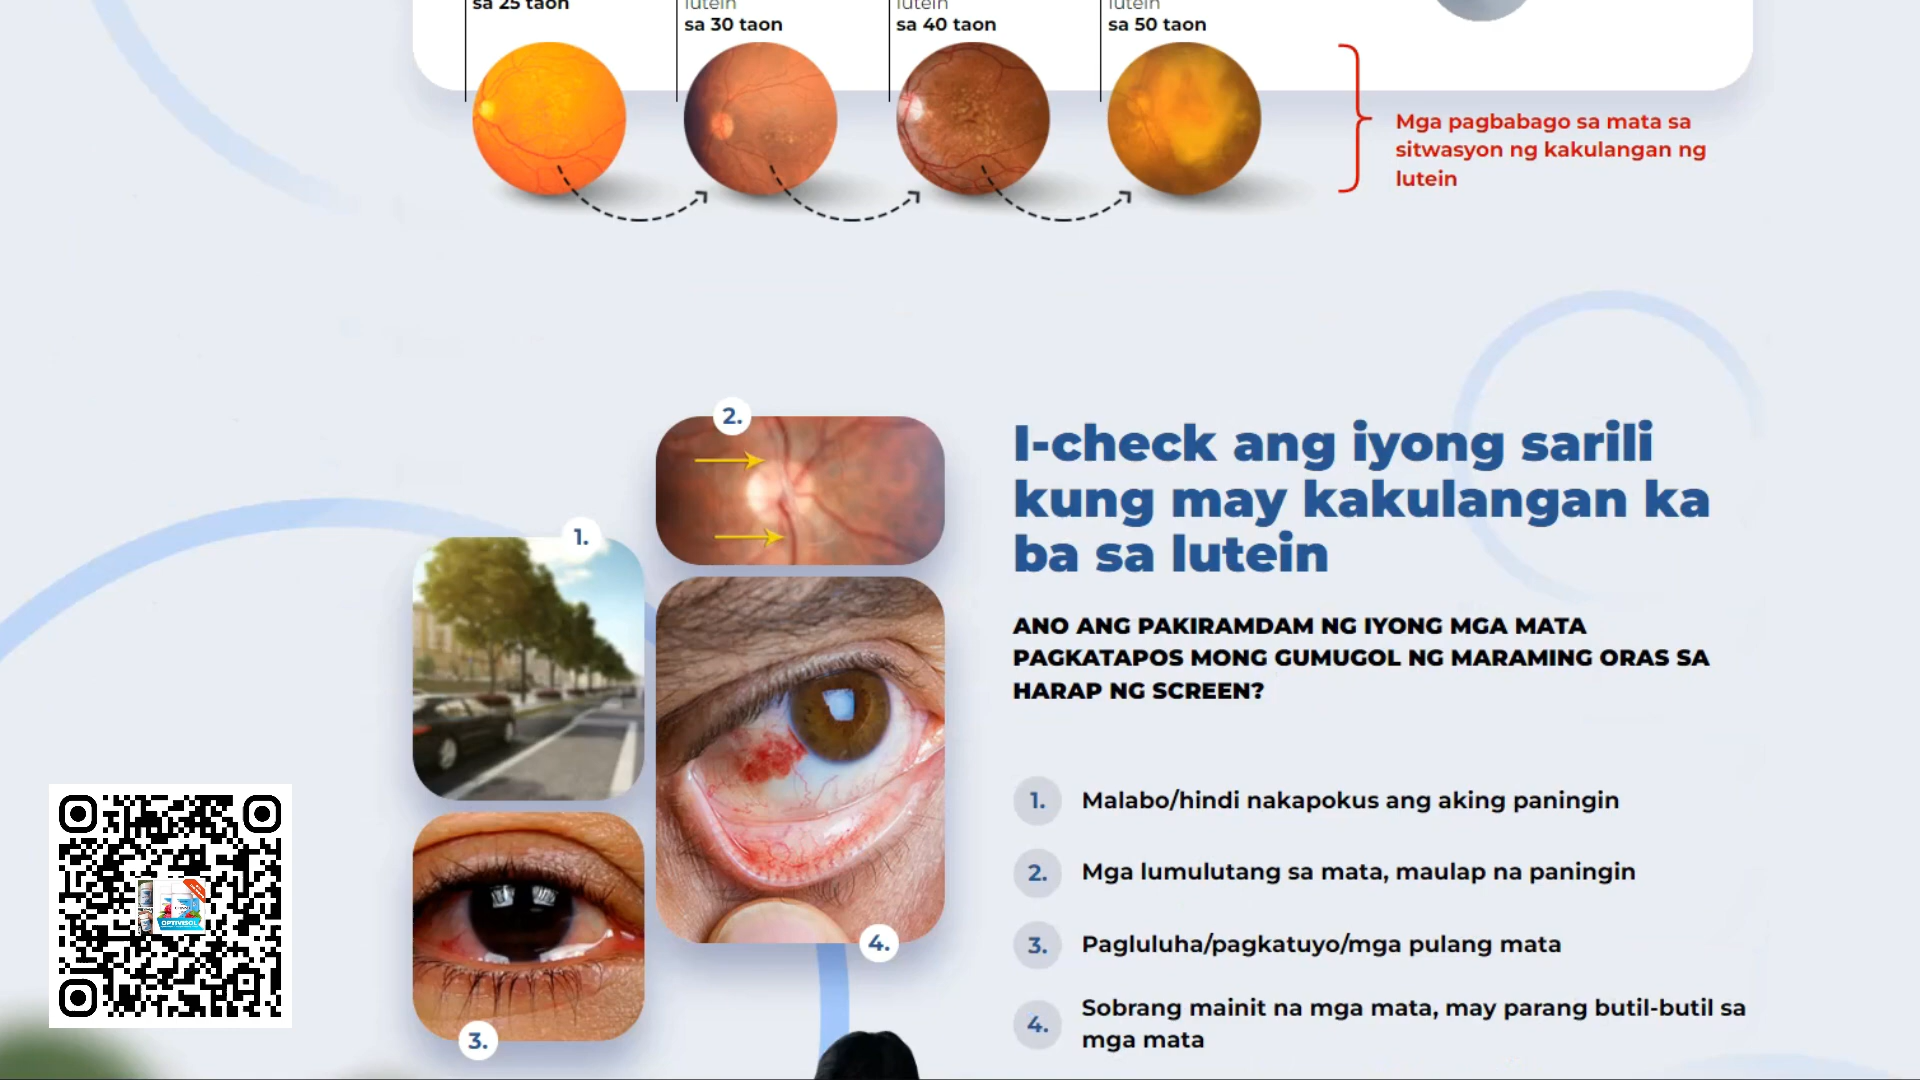 sa 25 taon
lutein
sa 30 taon
lutein
sa 40 taon
lutein
sa 50 taon
Mga pagbabago sa mata sa
sitwasyon ng kakulangan ng
lutein
2.
1.
4.
3.
I-check ang iyong sarili
kung may kakulangan ka
ba sa lutein
ANO ANG PAKIRAMDAM NG IYONG MGA MATA
PAGKATAPOS MONG GUMUGOL NG MARAMING ORAS SA
HARAP NG SCREEN?
1. Malabo/hindi nakapokus ang aking paningin
2. Mga lumulutang sa mata, maulap na paningin
3. Pagluluha/pagkatuyo/mga pulang mata
4. Sobrang mainit na mga mata, may parang butil-butil sa
mga mata
OPTIVISOL